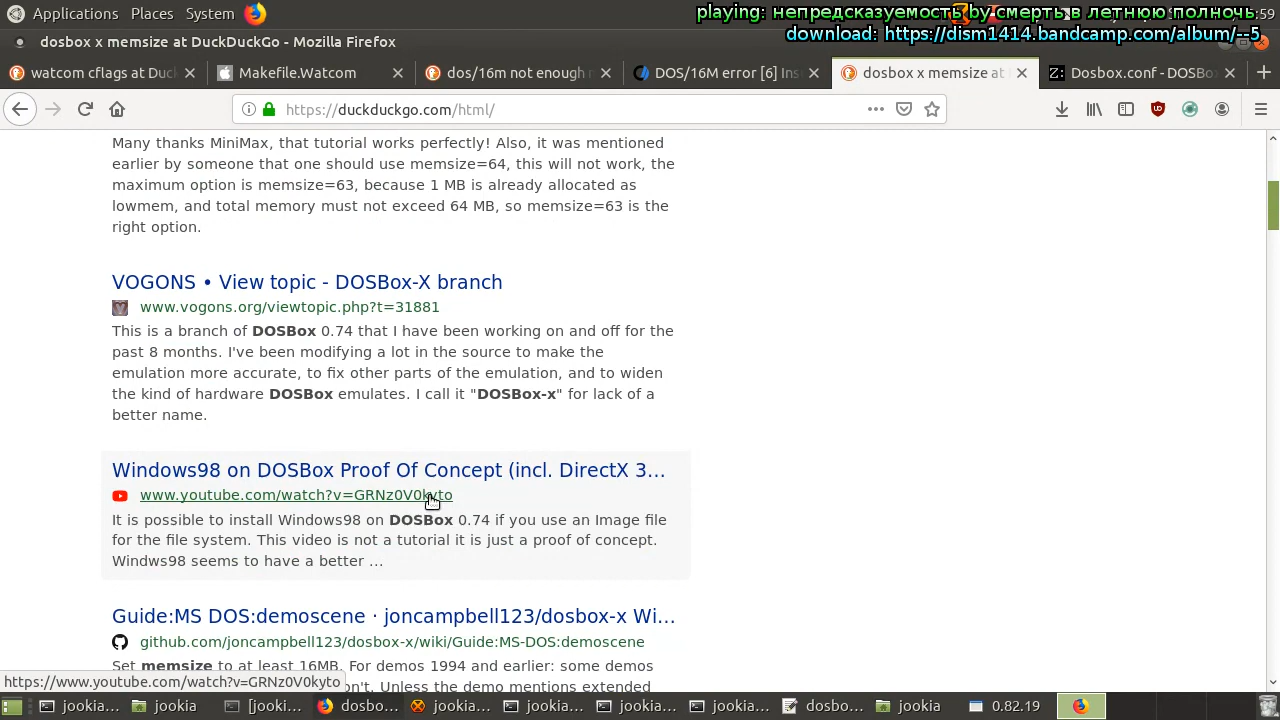 Applications Places System
playing: непредсказуемость by смерть в летнюю полночь :59
download: https://dism1414.bandcamp.com/album/--5
dosbox x memsize at DuckDuckGo - Mozilla Firefox
watcom cflags at Duck
Makefile.Watcom
dos/16m not enough
DOS/16M error [6] Ins
dosbox x memsize at
Dosbox.conf - DOSBo
https://duckduckgo.com/html/
Many thanks MiniMax, that tutorial works perfectly! Also, it was mentioned
earlier by someone that one should use memsize=64, this will not work, the
maximum option is memsize=63, because 1 MB is already allocated as
lowmem, and total memory must not exceed 64 MB, so memsize=63 is the
right option.
VOGONS • View topic - DOSBox-X branch
www.vogons.org/viewtopic.php?t=31881
This is a branch of DOSBox 0.74 that I have been working on and off for the
past 8 months. I've been modifying a lot in the source to make the
emulation more accurate, to fix other parts of the emulation, and to widen
the kind of hardware DOSBox emulates. I call it "DOSBox-x" for lack of a
better name.
Windows98 on DOSBox Proof Of Concept (incl. DirectX 3...
www.youtube.com/watch?v=GRNz0V0kyto
It is possible to install Windows98 on DOSBox 0.74 if you use an Image file
for the file system. This video is not a tutorial it is just a proof of concept.
Windws98 seems to have a better ...
Guide:MS DOS:demoscene · joncampbell123/dosbox-x Wi...
github.com/joncampbell123/dosbox-x/wiki/Guide:MS-DOS:demoscene
Set memsize to at least 16MB. For demos 1994 and earlier: some demos
on't. Unless the demo mentions extended
https://www.youtube.com/watch?v=GRNz0V0kyto
jookia... jookia [jooki... dosbo... jookia... jookia... jookia... jookia... dosbo... jookia 0.82.19